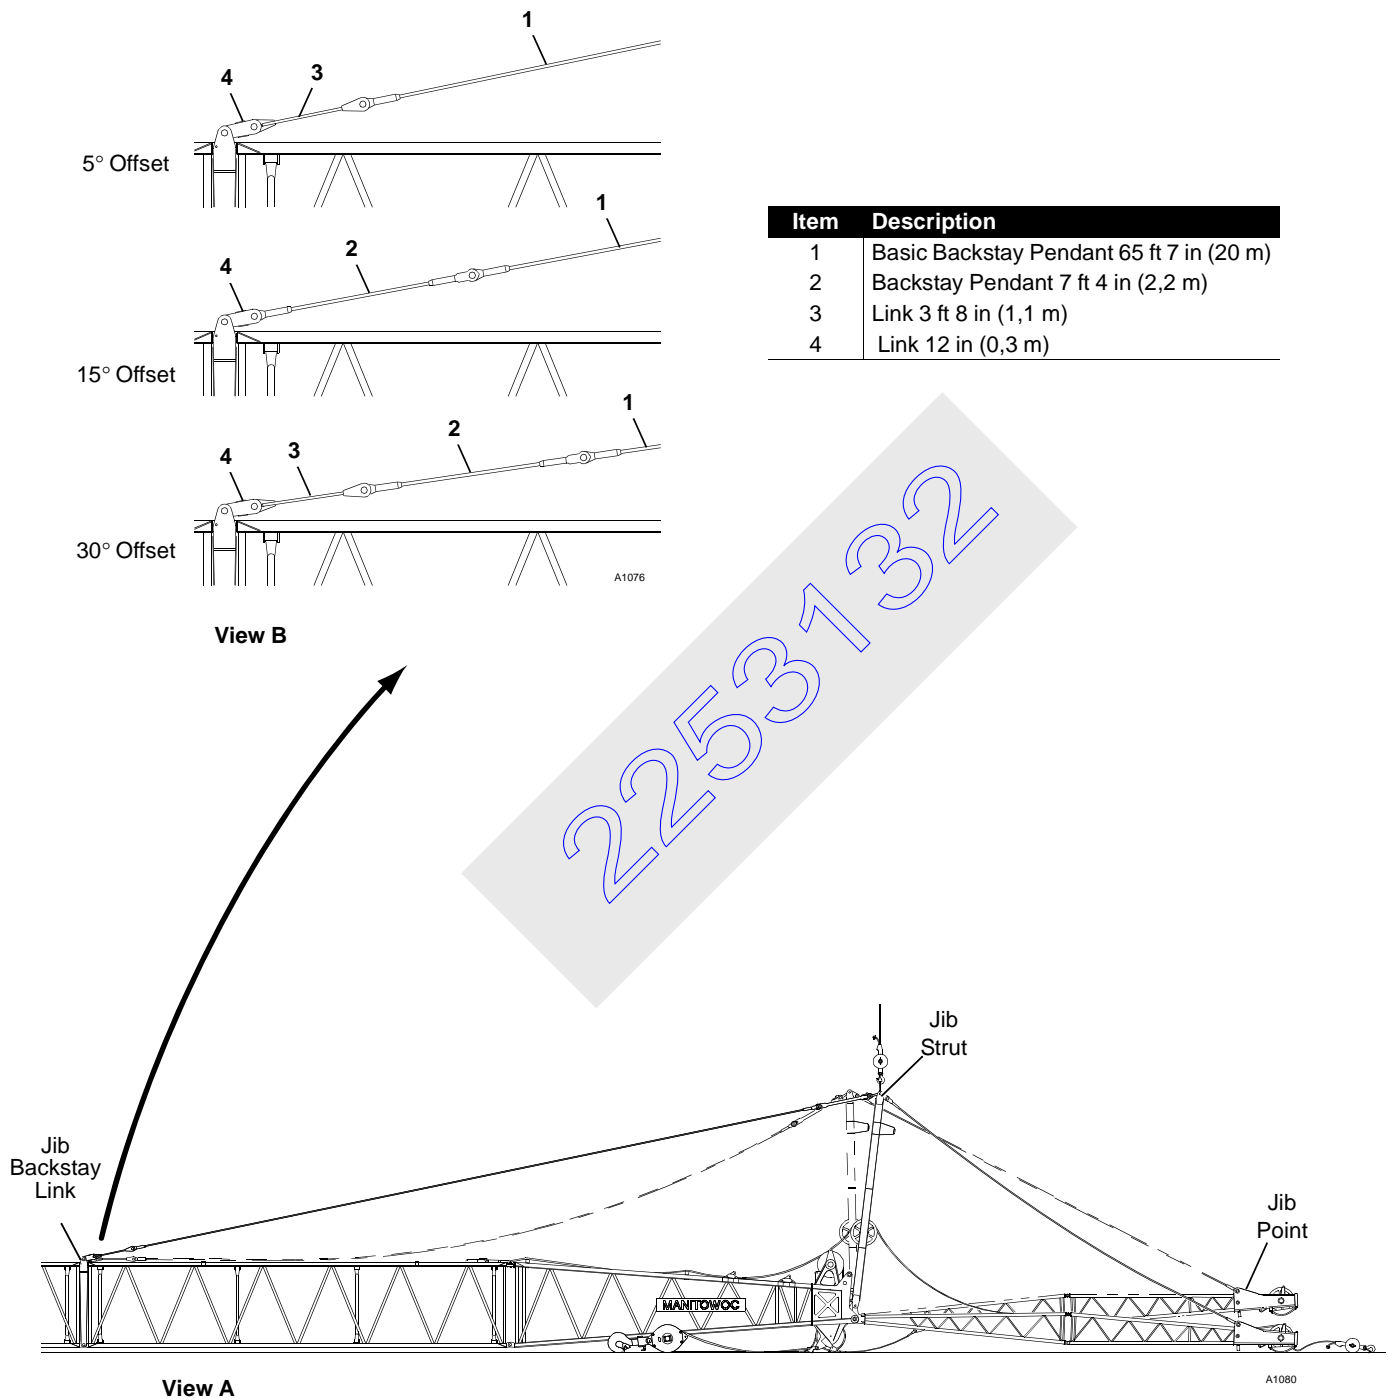 1
4
3
5° Offset
1
2
4
15° Offset
1
2
3
4
30° Offset
A1076
View B
Item Description
1 Basic Backstay Pendant 65 ft 7 in (20 m)
2 Backstay Pendant 7 ft 4 in (2,2 m)
3 Link 3 ft 8 in (1,1 m)
4 Link 12 in (0,3 m)
2253132
Jib
Strut
Jib
Backstay
Link
Jib
Point
MANITOWOC
A1080
View A